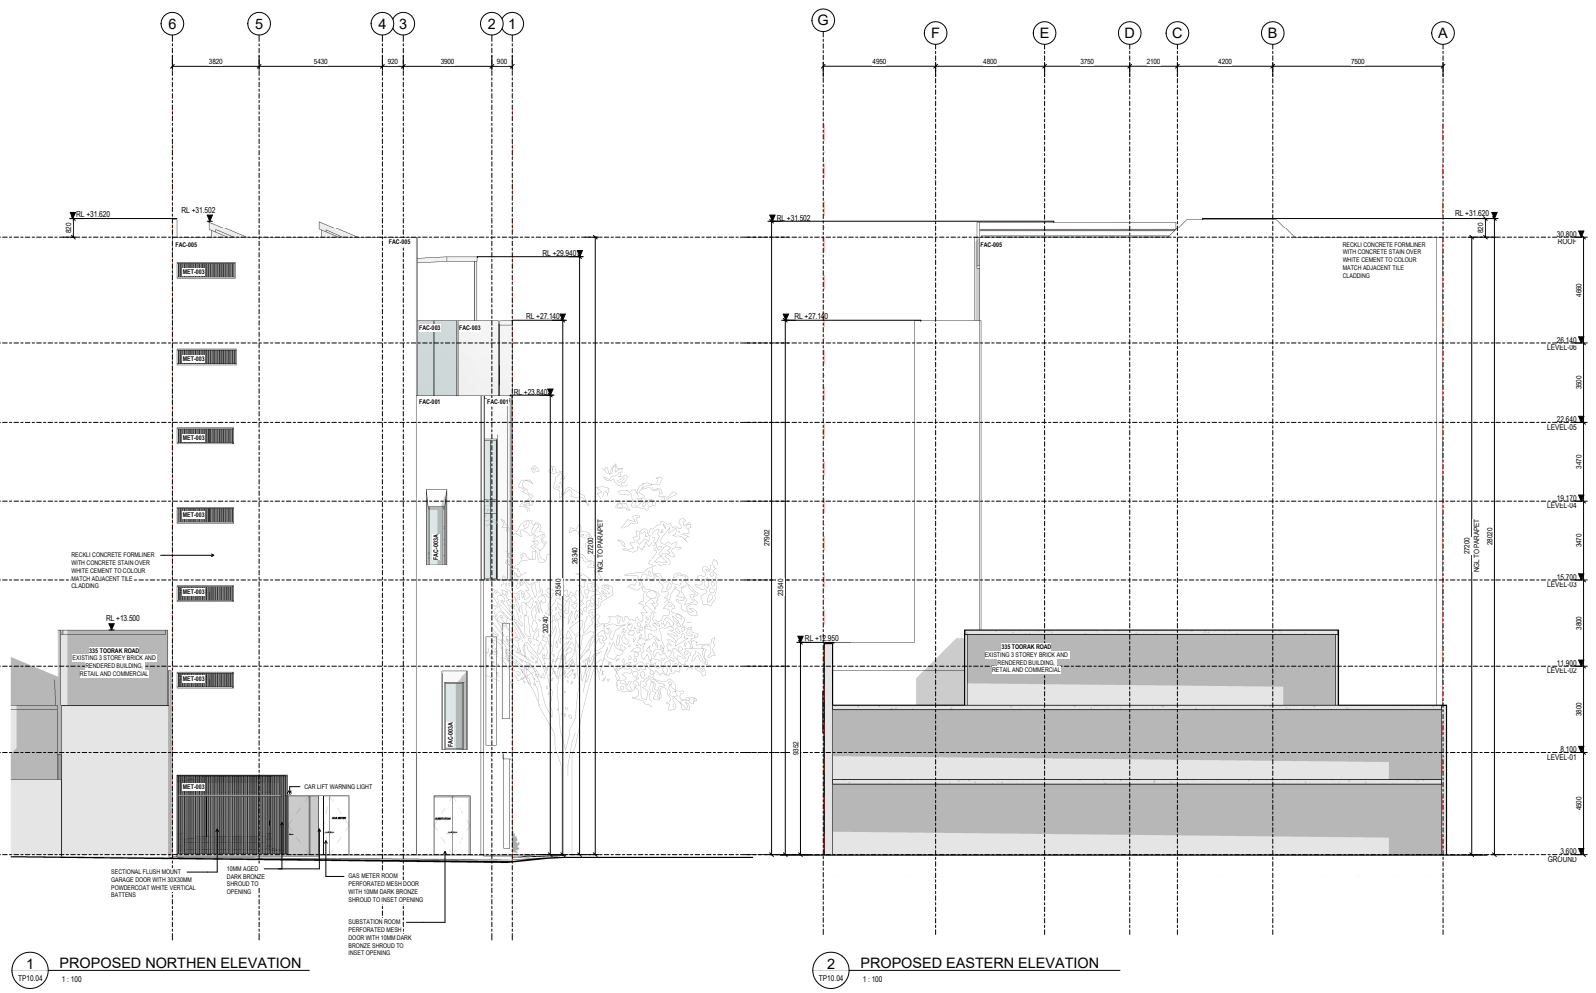 6
5
4
3
2
1
3820
5430
920
3900
900
RL +31.620
RL +31.502
820
FAC-005
FAC-005
MET-003
RL +29.940
RL +27.140
FAC-003
FAC-003
MET-003
RL +23.840
FAC-001
FAC-001
MET-003
MET-003
FAC-003A
RECKLI CONCRETE FORMLINER
WITH CONCRETE STAIN OVER
WHITE CEMENT TO COLOUR
MATCH ADJACENT TILE
CLADDING
MET-003
20240
23540
26340
27200
NGL TO PARAPET
RL +13.500
335 TOORAK ROAD
EXISTING 3 STOREY BRICK AND
RENDERED BUILDING,
RETAIL AND COMMERCIAL
MET-003
FAC-003A
MET-003
CAR LIFT WARNING LIGHT
GAS METER
SUBSTATION
SECTIONAL FLUSH MOUNT
GARAGE DOOR WITH 30X30MM
POWDERCOAT WHITE VERTICAL
BATTENS
10MM AGED
DARK BRONZE
SHROUD TO
OPENING
GAS METER ROOM
PERFORATED MESH DOOR
WITH 10MM DARK BRONZE
SHROUD TO INSET OPENING
SUBSTATION ROOM
PERFORATED MESH
DOOR WITH 10MM DARK
BRONZE SHROUD TO
INSET OPENING
1
TP10.04
PROPOSED NORTHEN ELEVATION
1 : 100
G
F
E
D
C
B
A
4950
4800
3750
2100
4200
7500
RL +31.502
RL +31.620
820
FAC-005
RECKLI CONCRETE FORMLINER
WITH CONCRETE STAIN OVER
WHITE CEMENT TO COLOUR
MATCH ADJACENT TILE
CLADDING
30.800
ROOF
4660
RL +27.140
26.140
LEVEL-06
3500
22.640
LEVEL-05
3470
19.170
LEVEL-04
3470
27902
23540
27200
NGL TO PARAPET
28020
15.700
LEVEL-03
3800
RL +12.950
335 TOORAK ROAD
EXISTING 3 STOREY BRICK AND
RENDERED BUILDING,
RETAIL AND COMMERCIAL
11.900
LEVEL-02
3800
9352
8.100
LEVEL-01
4500
3.600
GROUND
2
TP10.04
PROPOSED EASTERN ELEVATION
1 : 100